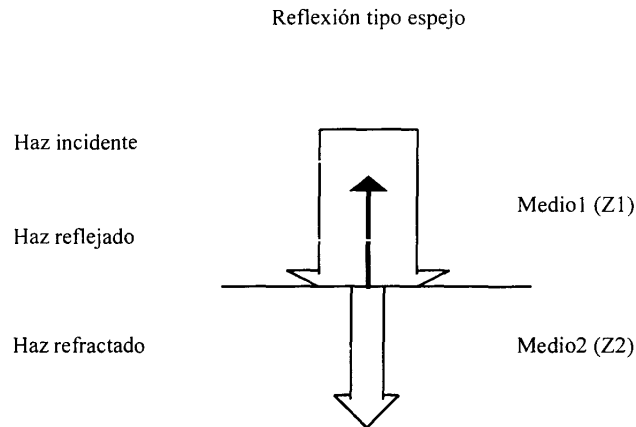 Reflexión tipo espejo
Haz incidente
Medio1 (Z1)
Haz reflejado
Haz refractado
Medio2 (Z2)